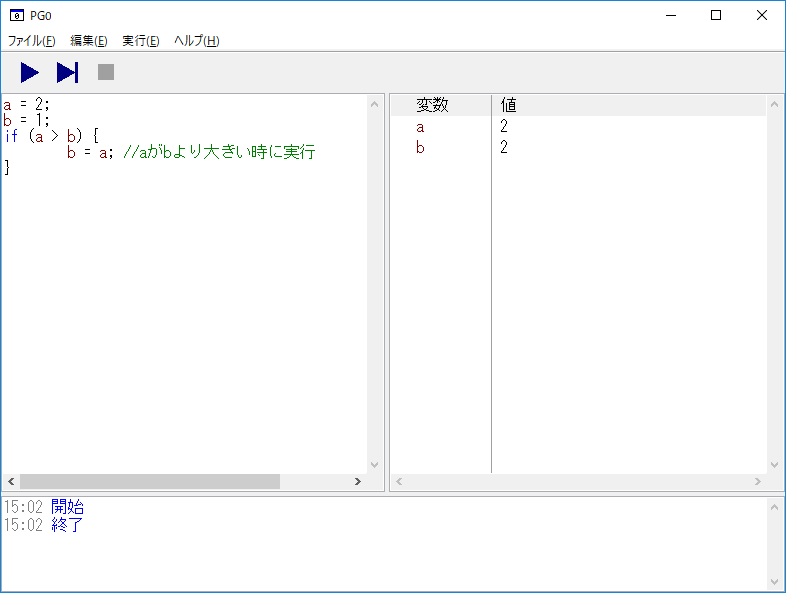 PG0
ファイル(F) 編集(E) 実行(E) ヘルプ(H)
a = 2;
b = 1;
if (a > b) {
b = a; //aがbより大きい時に実行
}
変数 値
a 2
b 2
15:02 開始
15:02 終了